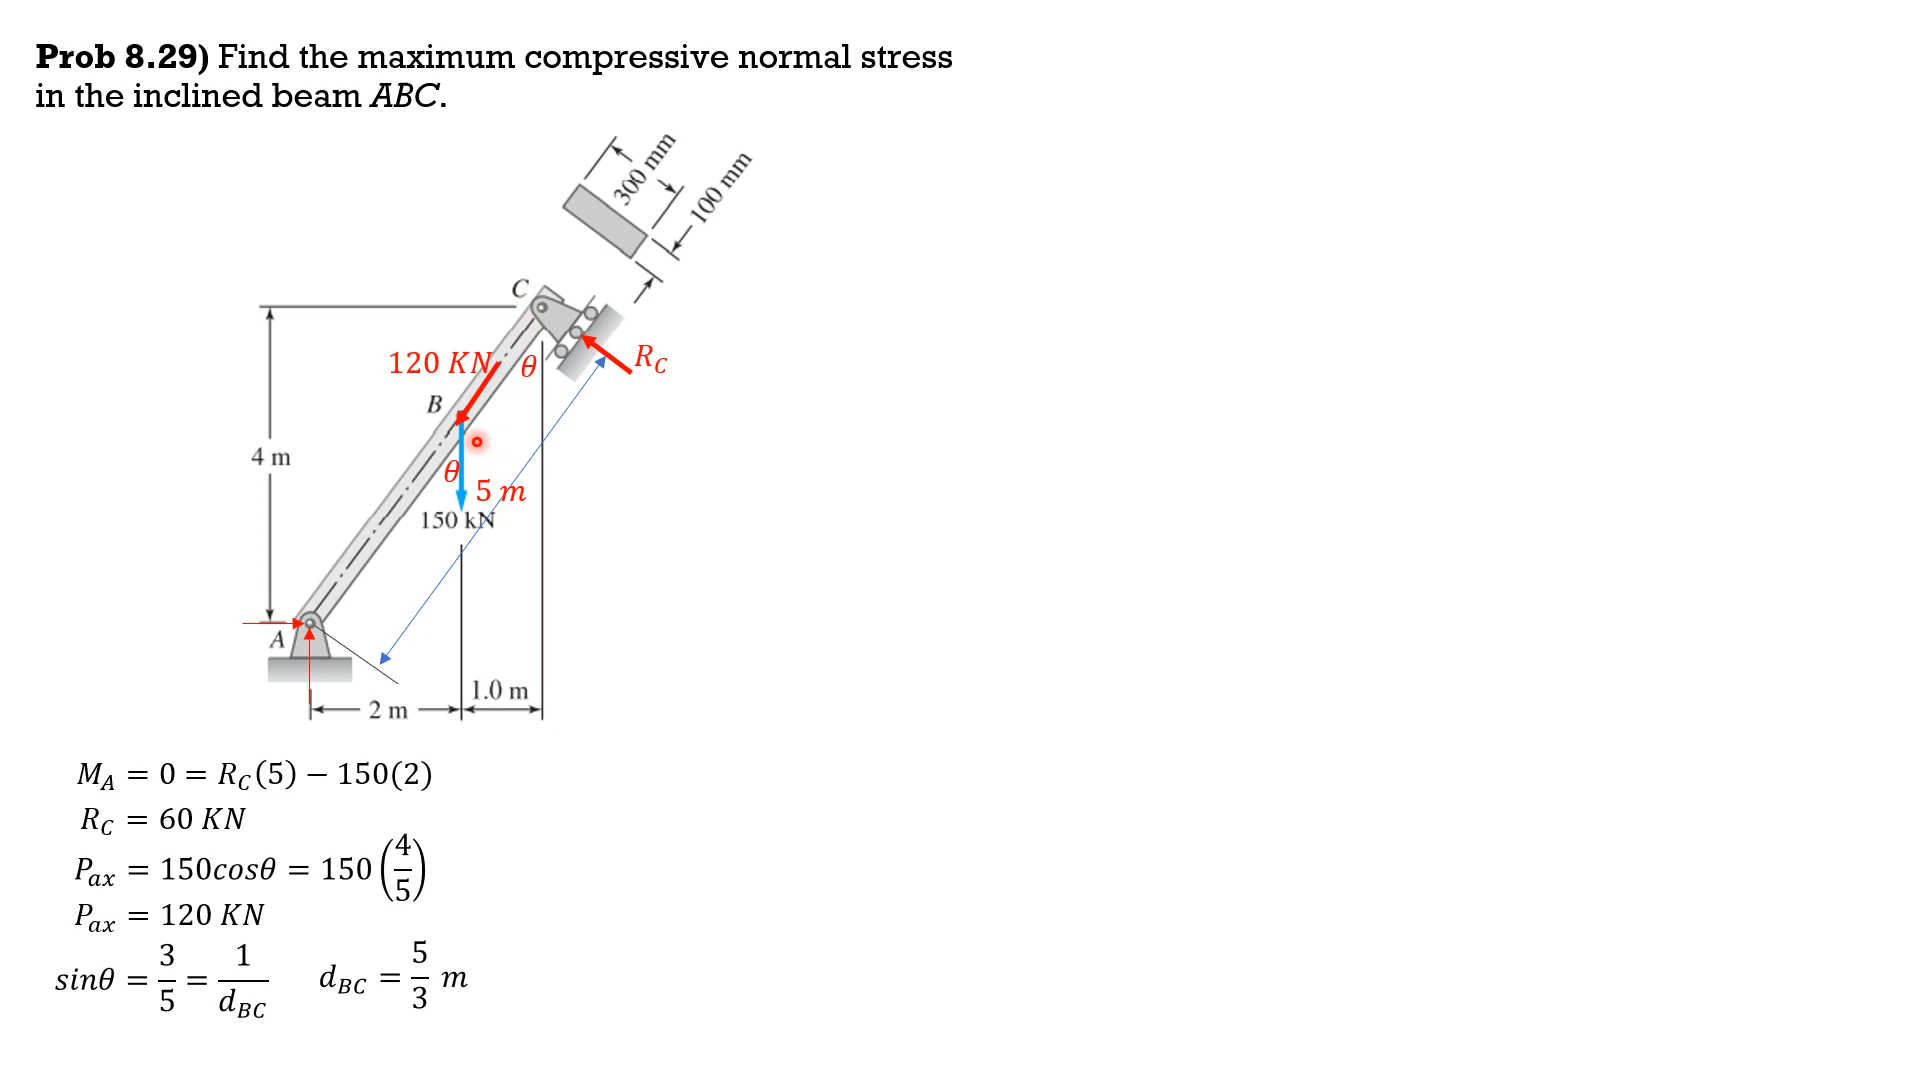 Prob 8.29) Find the maximum compressive normal stress
in the inclined beam ABC.
300 mm
100 mm
C
120 KN
θ
R_C
B
4 m
θ
5 m
150 kN
A
1.0 m
2 m
M_A = 0 = R_C(5) − 150(2)
R_C = 60 KN
P_ax = 150cosθ = 150(4/5)
P_ax = 120 KN
sinθ = 3/5 = 1/d_BC    d_BC = 5/3 m